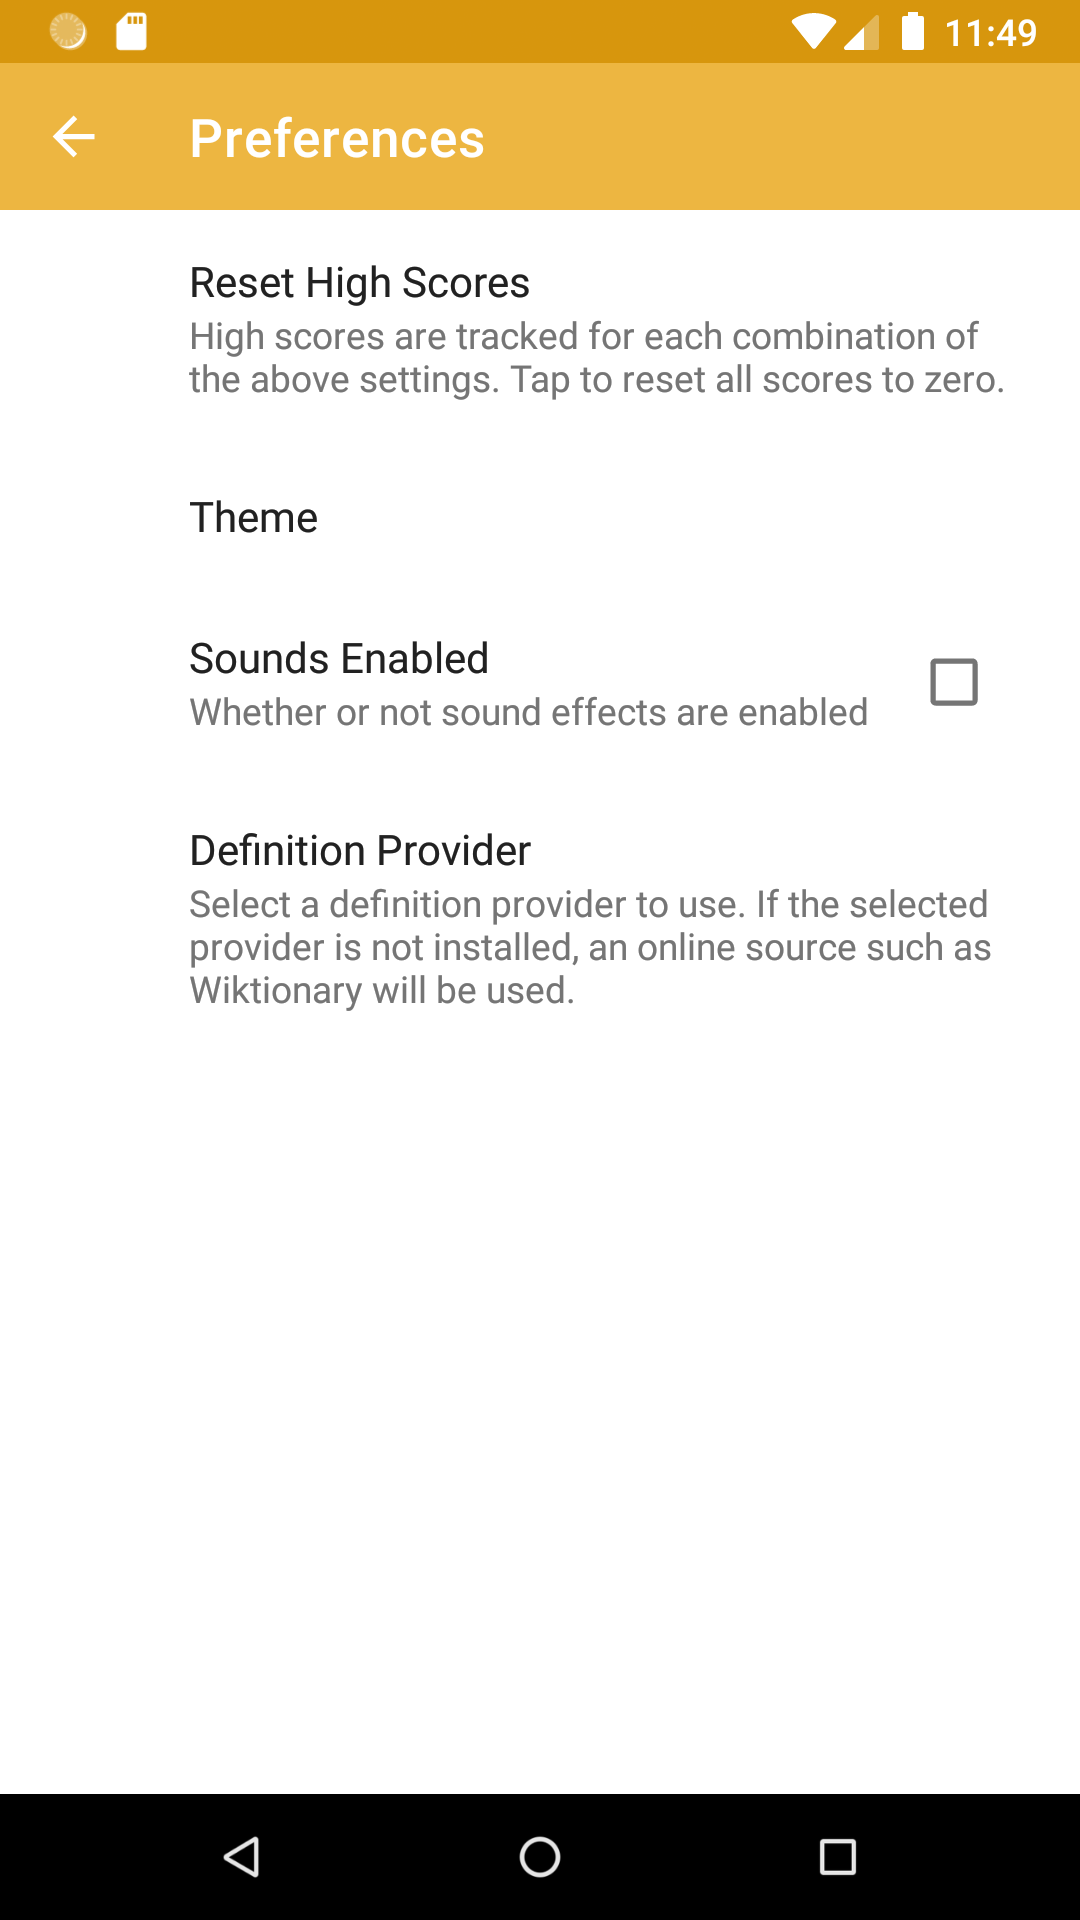 11:49
Preferences
Reset High Scores
High scores are tracked for each combination of
the above settings. Tap to reset all scores to zero.
Theme
Sounds Enabled
Whether or not sound effects are enabled
Definition Provider
Select a definition provider to use. If the selected
provider is not installed, an online source such as
Wiktionary will be used.